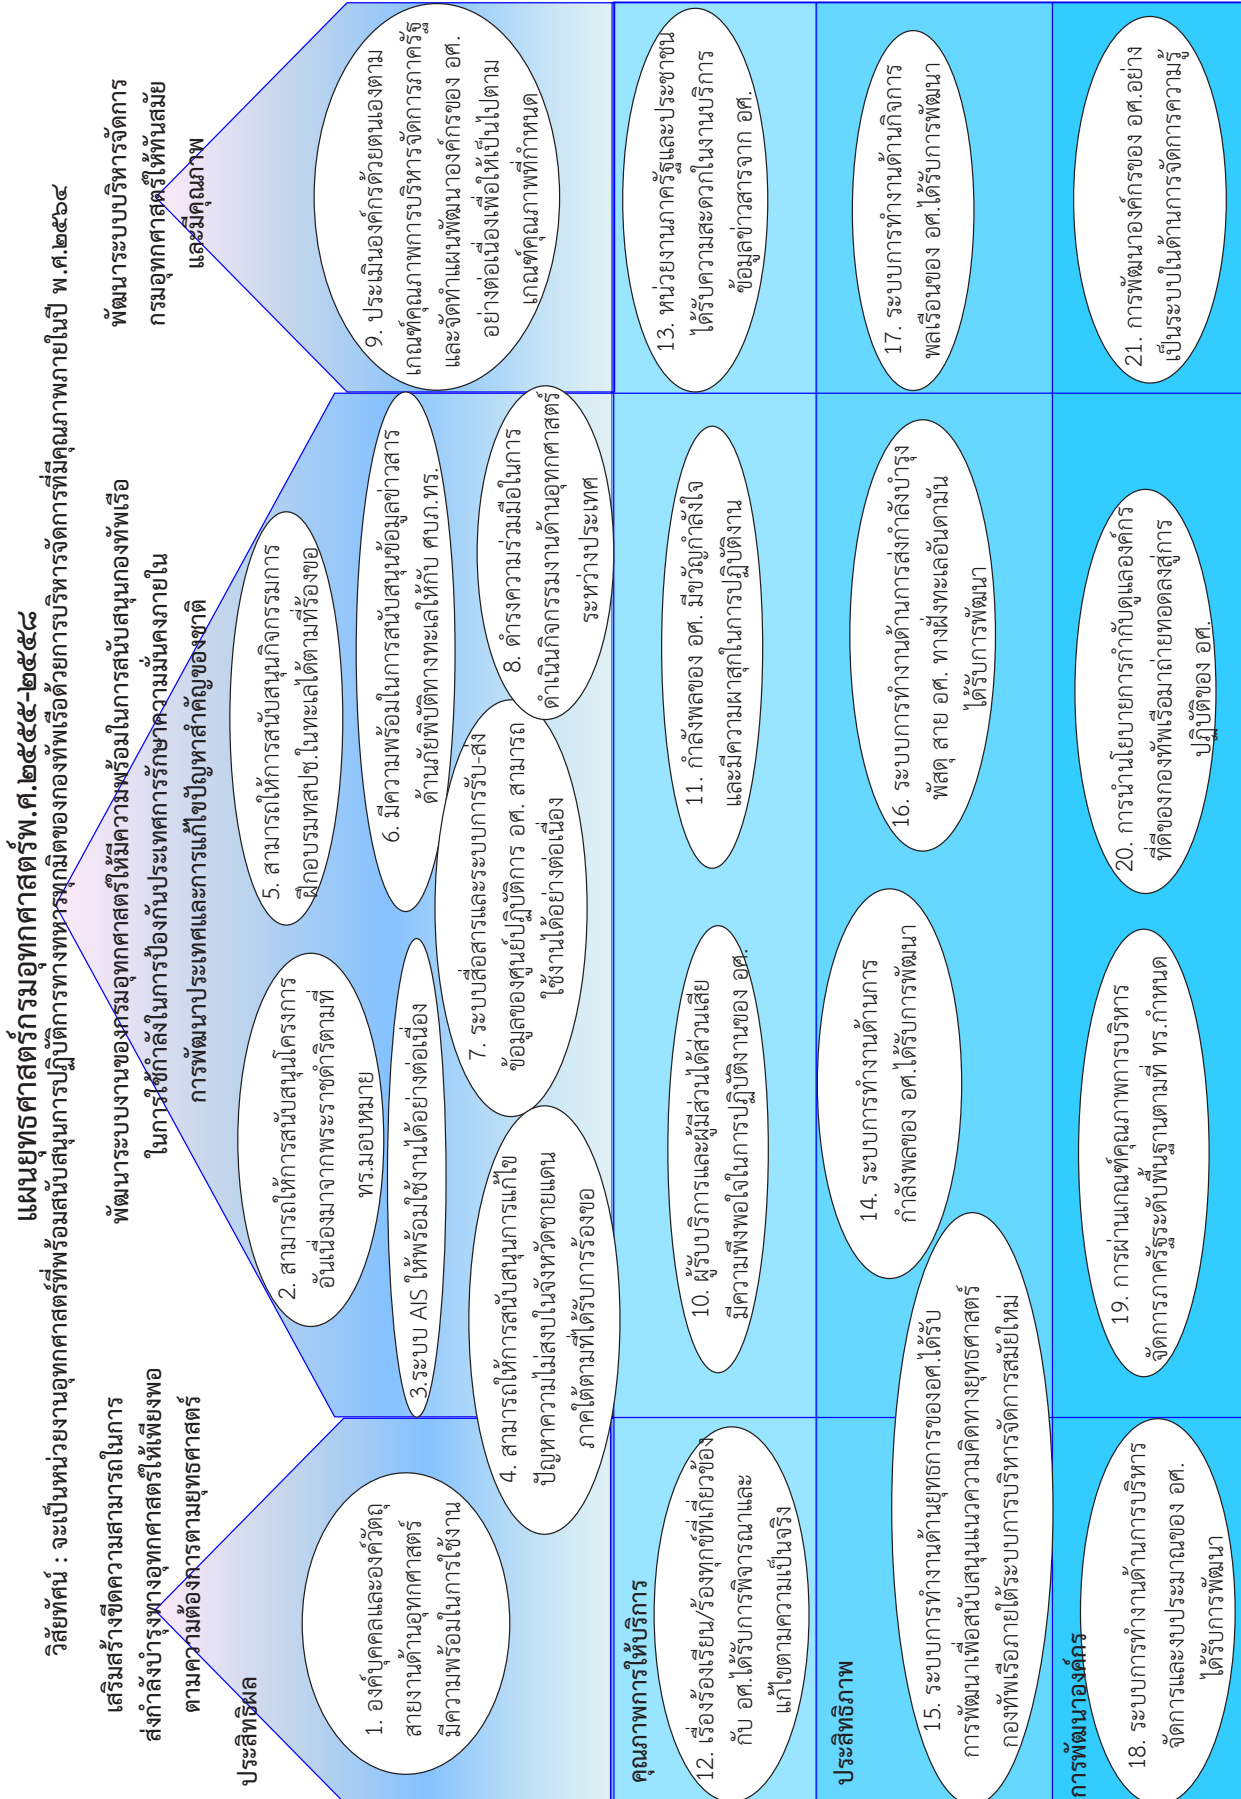 แผนยุทธศาสตร์กรมอุทกศาสตร์พ.ศ.๒๕๕๕-๒๕๕๘
วิสัยทัศน์ : จะเป็นหน่วยงานอุทกศาสตร์ที่พร้อมสนับสนุนการปฏิบัติการทางทหารทุกมิติของกองทัพเรือด้วยการบริหารจัดการที่มีคุณภาพภายในปี พ.ศ.๒๕๖๔
เสริมสร้างขีดความสามารถในการ
ส่งกำลังบำรุงทางอุทกศาสตร์ให้เพียงพอ
ตามความต้องการตามยุทธศาสตร์
พัฒนาระบบงานของกรมอุทกศาสตร์ให้มีความพร้อมในการสนับสนุนกองทัพเรือ
ในการใช้กำลังในการป้องกันประเทศการรักษาความมั่นคงภายใน
การพัฒนาประเทศและการแก้ไขปัญหาสำคัญของชาติ
พัฒนาระบบบริหารจัดการ
กรมอุทกศาสตร์ให้ทันสมัย
และมีคุณภาพ
ประสิทธิผล
1. องค์บุคคลและองค์วัตถุ
สายงานด้านอุทกศาสตร์
มีความพร้อมในการใช้งาน
2. สามารถให้การสนับสนุนโครงการ
อันเนื่องมาจากพระราชดำริตามที่
ทร.มอบหมาย
3.ระบบ AIS ให้พร้อมใช้งานได้อย่างต่อเนื่อง
4. สามารถให้การสนับสนุนการแก้ไข
ปัญหาความไม่สงบในจังหวัดชายแดน
ภาคใต้ตามที่ได้รับการร้องขอ
5. สามารถให้การสนับสนุนกิจกรรมการ
ฝึกอบรมทสปช.ในทะเลได้ตามที่ร้องขอ
6. มีความพร้อมในการสนับสนุนข้อมูลข่าวสาร
ด้านภัยพิบัติทางทะเลให้กับ ศบภ.ทร.
7. ระบบสื่อสารและระบบการรับ-ส่ง
ข้อมูลของศูนย์ปฏิบัติการ อศ. สามารถ
ใช้งานได้อย่างต่อเนื่อง
8. ดำรงความร่วมมือในการ
ดำเนินกิจกรรมงานด้านอุทกศาสตร์
ระหว่างประเทศ
9. ประเมินองค์กรด้วยตนเองตาม
เกณฑ์คุณภาพการบริหารจัดการภาครัฐ
และจัดทำแผนพัฒนาองค์กรของ อศ.
อย่างต่อเนื่องเพื่อให้เป็นไปตาม
เกณฑ์คุณภาพที่กำหนด
คุณภาพการให้บริการ
12. เรื่องร้องเรียน/ร้องทุกข์ที่เกี่ยวข้อง
กับ อศ.ได้รับการพิจารณาและ
แก้ไขตามความเป็นจริง
10. ผู้รับบริการและผู้มีส่วนได้ส่วนเสีย
มีความพึงพอใจในการปฏิบัติงานของ อศ.
11. กำลังพลของ อศ. มีขวัญกำลังใจ
และมีความผาสุกในการปฏิบัติงาน
13. หน่วยงานภาครัฐและประชาชน
ได้รับความสะดวกในงานบริการ
ข้อมูลข่าวสารจาก อศ.
ประสิทธิภาพ
15. ระบบการทำงานด้านยุทธการของอศ.ได้รับ
การพัฒนาเพื่อสนับสนุนแนวความคิดทางยุทธศาสตร์
กองทัพเรือภายใต้ระบบการบริหารจัดการสมัยใหม่
14. ระบบการทำงานด้านการ
กำลังพลของ อศ.ได้รับการพัฒนา
16. ระบบการทำงานด้านการส่งกำลังบำรุง
พัสดุ สาย อศ. ทางฝั่งทะเลอันดามัน
ได้รับการพัฒนา
17. ระบบการทำงานด้านกิจการ
พลเรือนของ อศ.ได้รับการพัฒนา
การพัฒนาองค์กร
18. ระบบการทำงานด้านการบริหาร
จัดการและงบประมาณของ อศ.
ได้รับการพัฒนา
19. การผ่านเกณฑ์คุณภาพการบริหาร
จัดการภาครัฐระดับพื้นฐานตามที่ ทร.กำหนด
20. การนำนโยบายการกำกับดูแลองค์กร
ที่ดีของกองทัพเรือมาถ่ายทอดลงสู่การ
ปฏิบัติของ อศ.
21. การพัฒนาองค์กรของ อศ.อย่าง
เป็นระบบในด้านการจัดการความรู้